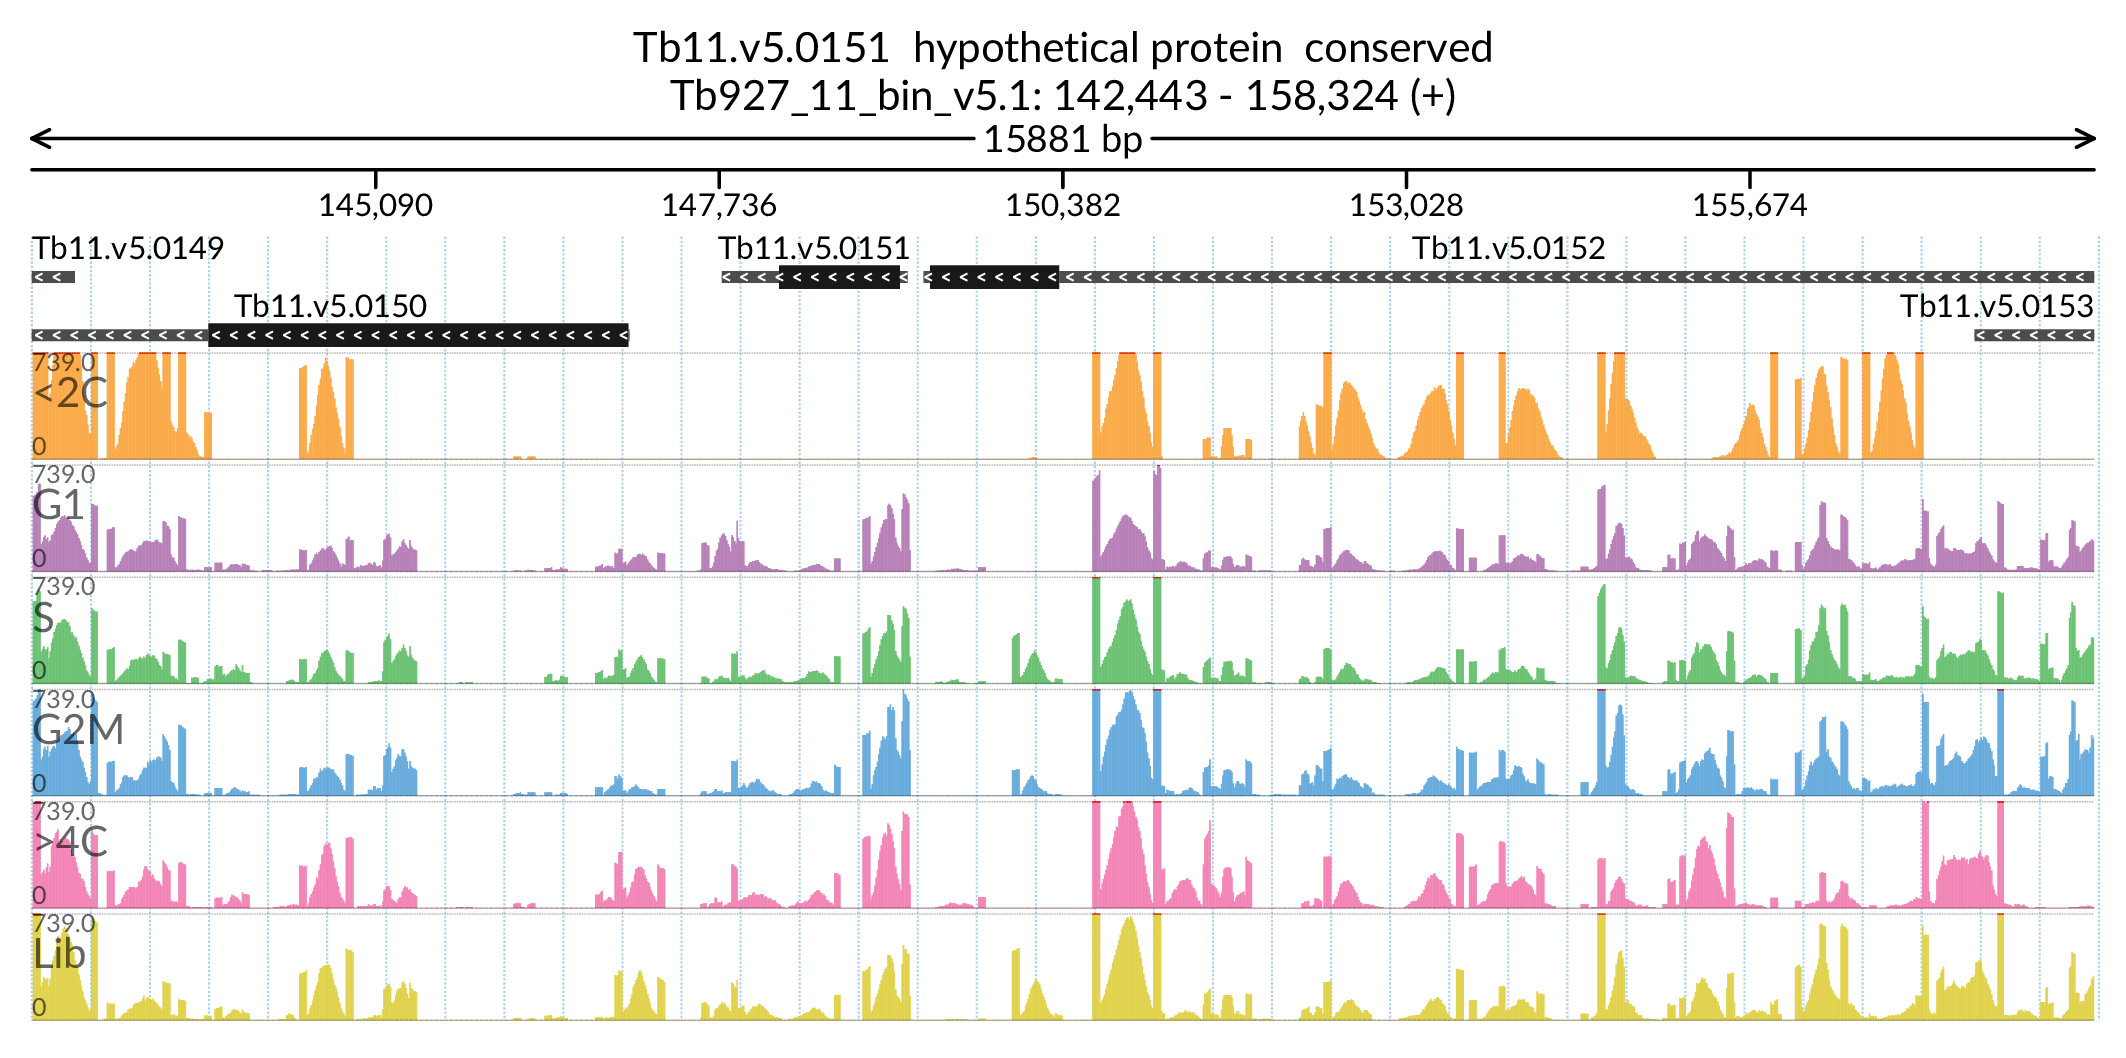 Tb11.v5.0151 hypothetical protein conserved
Tb927_11_bin_v5.1: 142,443 - 158,324 (+)
15881 bp
145,090 147,736 150,382 153,028 155,674
Tb11.v5.0149 Tb11.v5.0151 Tb11.v5.0152
Tb11.v5.0150 Tb11.v5.0153
739.0
<2C
0
739.0
G1
0
739.0
S
0
739.0
G2M
0
739.0
>4C
0
739.0
Lib
0